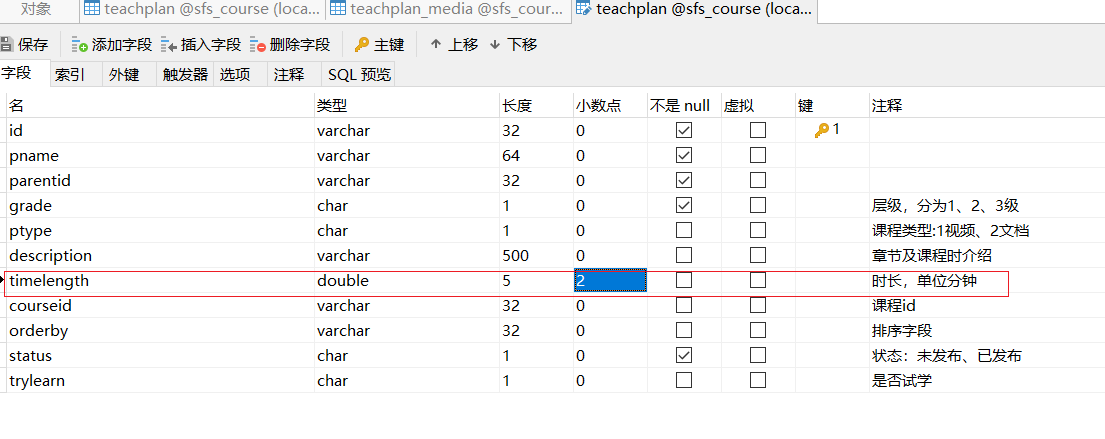 对象 teachplan @sfs_course (loca... teachplan_media @sfs_cour... teachplan @sfs_course (loca...
保存 添加字段 插入字段 删除字段 主键 上移 下移
字段 索引 外键 触发器 选项 注释 SQL 预览
名 类型 长度 小数点 不是 null 虚拟 键 注释
id varchar 32 0 1
pname varchar 64 0
parentid varchar 32 0
grade char 1 0 层级，分为1、2、3级
ptype char 1 0 课程类型:1视频、2文档
description varchar 500 0 章节及课程时介绍
timelength double 5 2 时长，单位分钟
courseid varchar 32 0 课程id
orderby varchar 32 0 排序字段
status char 1 0 状态：未发布、已发布
trylearn char 1 0 是否试学